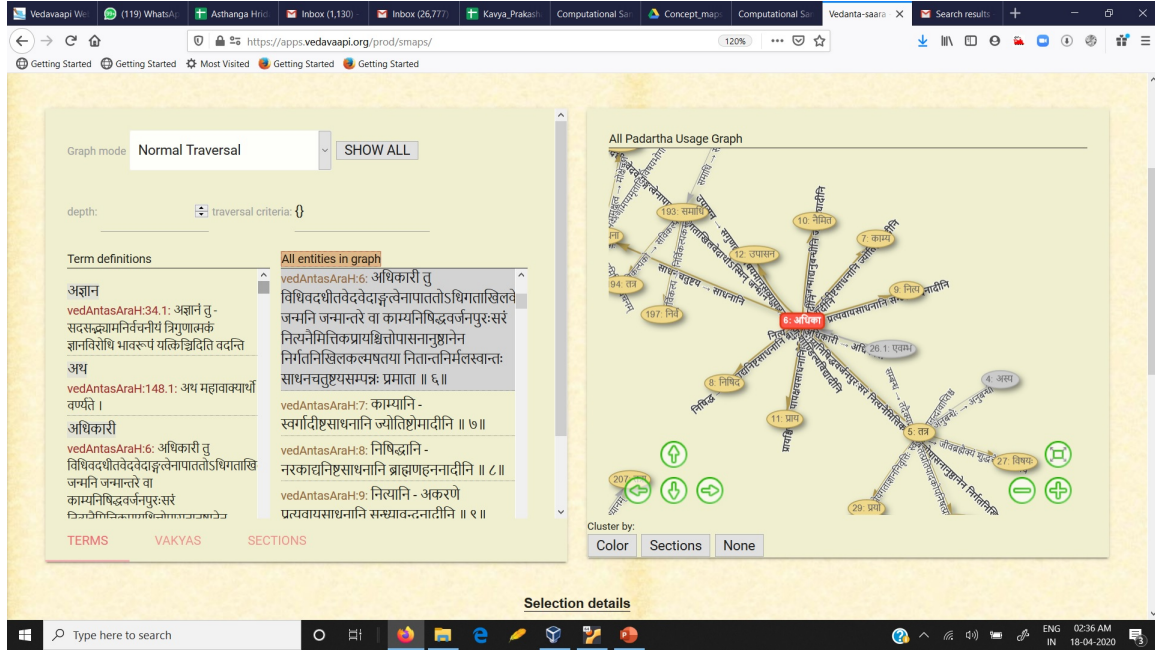 Vedavaapi We
(119) WhatsAp
Asthanga Hrid
Inbox (1,130) -
Inbox (26,777)
Kavya_Prakash
Computational San
Concept_maps
Computational San
Vedanta-saara -
Search results
https://apps.vedavaapi.org/prod/smaps/
120%
Getting Started
Getting Started
Most Visited
Getting Started
Getting Started
Graph mode
Normal Traversal
SHOW ALL
depth:
traversal criteria: {}
Term definitions
अज्ञान
vedAntasAraH:34.1: अज्ञानं तु -
सदसद्भ्यामनिर्वचनीयं त्रिगुणात्मकं
ज्ञानविरोधि भावरूपं यत्किञ्चिदिति वदन्ति
अथ
vedAntasAraH:148.1: अथ महावाक्यार्थो
वर्ण्यते ।
अधिकारी
vedAntasAraH:6: अधिकारी तु
विधिवदधीतवेदवेदाङ्गत्वेनापाततोऽधिगताखि
जन्मनि जन्मान्तरे वा
काम्यनिषिद्धवर्जनपुरःसरं
All entities in graph
vedAntasAraH:6: अधिकारी तु
विधिवदधीतवेदवेदाङ्गत्वेनापाततोऽधिगताखिलवे
जन्मनि जन्मान्तरे वा काम्यनिषिद्धवर्जनपुरःसरं
नित्यनैमित्तिकप्रायश्चित्तोपासनानुष्ठानेन
निर्गतनिखिलकल्मषतया नितान्तनिर्मलस्वान्तः
साधनचतुष्टयसम्पन्नः प्रमाता ॥ ६॥
vedAntasAraH:7: काम्यानि -
स्वर्गादीष्टसाधनानि ज्योतिष्टोमादीनि ॥ ७॥
vedAntasAraH:8: निषिद्धानि -
नरकाद्यनिष्टसाधनानि ब्राह्मणहननादीनि ॥ ८॥
vedAntasAraH:9: नित्यानि - अकरणे
प्रत्यवायसाधनानि सन्ध्यावन्दनादीनि ॥ ९॥
TERMS
VAKYAS
SECTIONS
All Padartha Usage Graph
193: समाधि
10: नैमित
7: काम्य
12: उपासन
94: तत्र
9: नित्य
197: निर्वि
6: अधिका
26.1: एवम्भ
8: निषिद
4: अस्य
11: प्राय
5: तत्र
27: विषयः
207
29: प्रयो
Cluster by:
Color
Sections
None
Selection details
Type here to search
ENG
IN
02:36 AM
18-04-2020
3